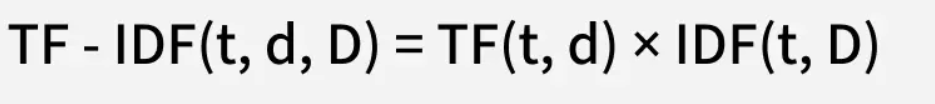 TF - IDF(t, d, D) = TF(t, d) × IDF(t, D)